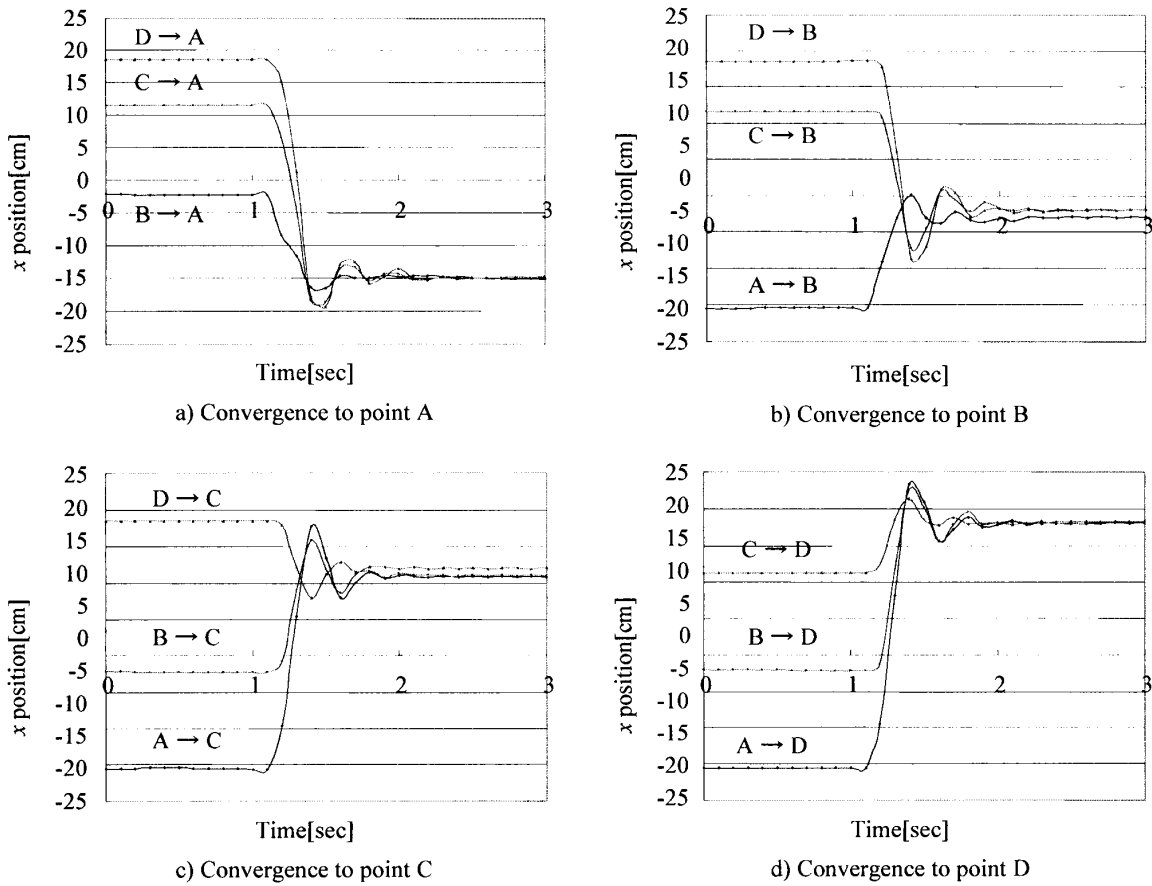 25
20
15
10
5
0
-5
-10
-15
-20
-25
x position[cm]
D → A
C → A
B → A
0
1
2
3
Time[sec]
a) Convergence to point A
25
20
15
10
5
0
-5
-10
-15
-20
-25
x position[cm]
D → B
C → B
A → B
0
1
2
3
Time[sec]
b) Convergence to point B
25
20
15
10
5
0
-5
-10
-15
-20
-25
x position[cm]
D → C
B → C
A → C
0
1
2
3
Time[sec]
c) Convergence to point C
25
20
15
10
5
0
-5
-10
-15
-20
-25
x position[cm]
C → D
B → D
A → D
0
1
2
3
Time[sec]
d) Convergence to point D